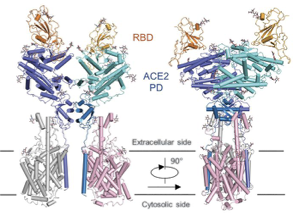 RBD
ACE2
PD
Extracellular side
90°
Cytosolic side